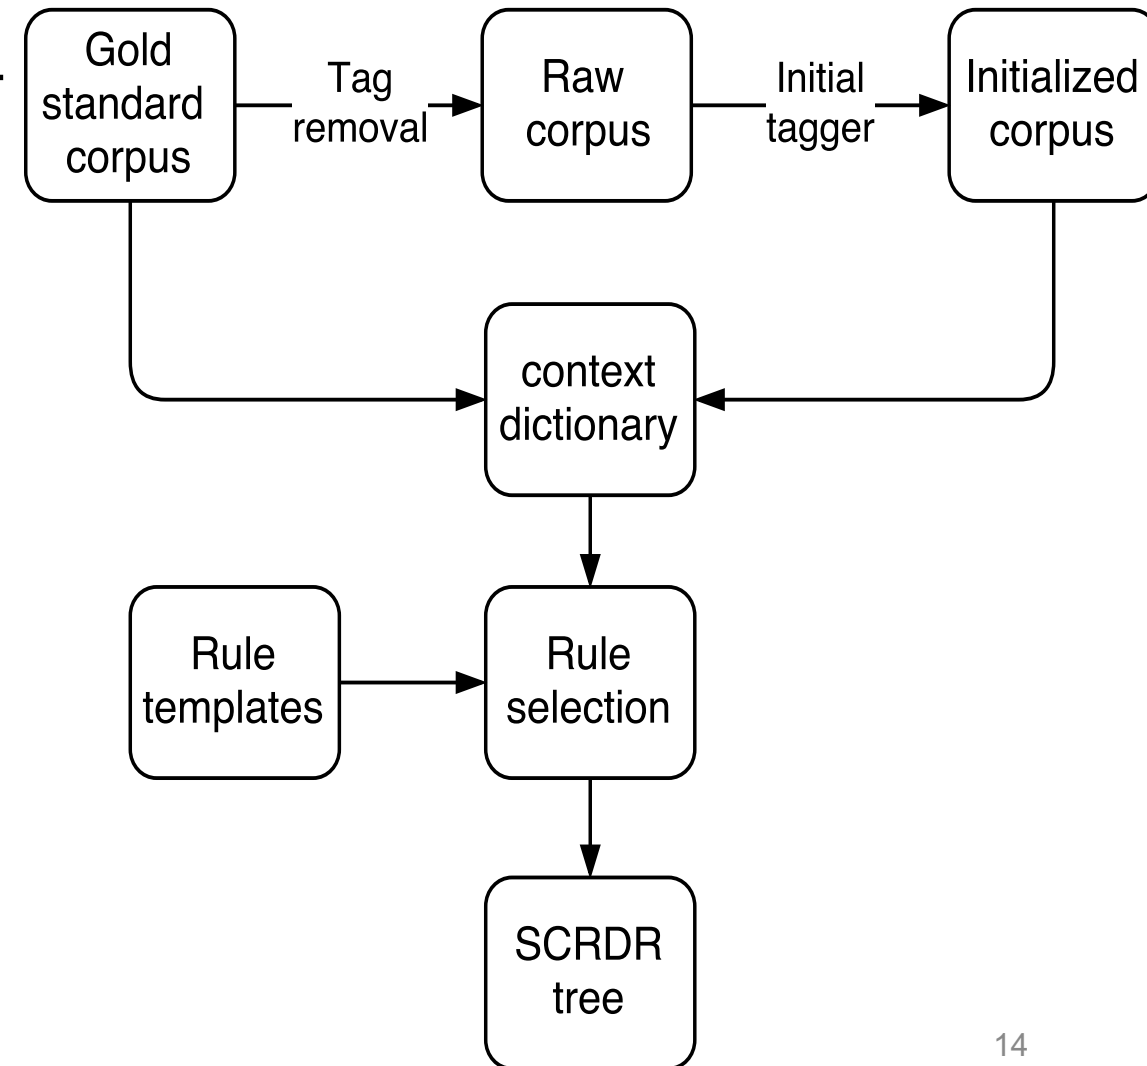 Gold
standard
corpus
Tag
removal
Raw
corpus
Initial
tagger
Initialized
corpus
context
dictionary
Rule
templates
Rule
selection
SCRDR
tree
14